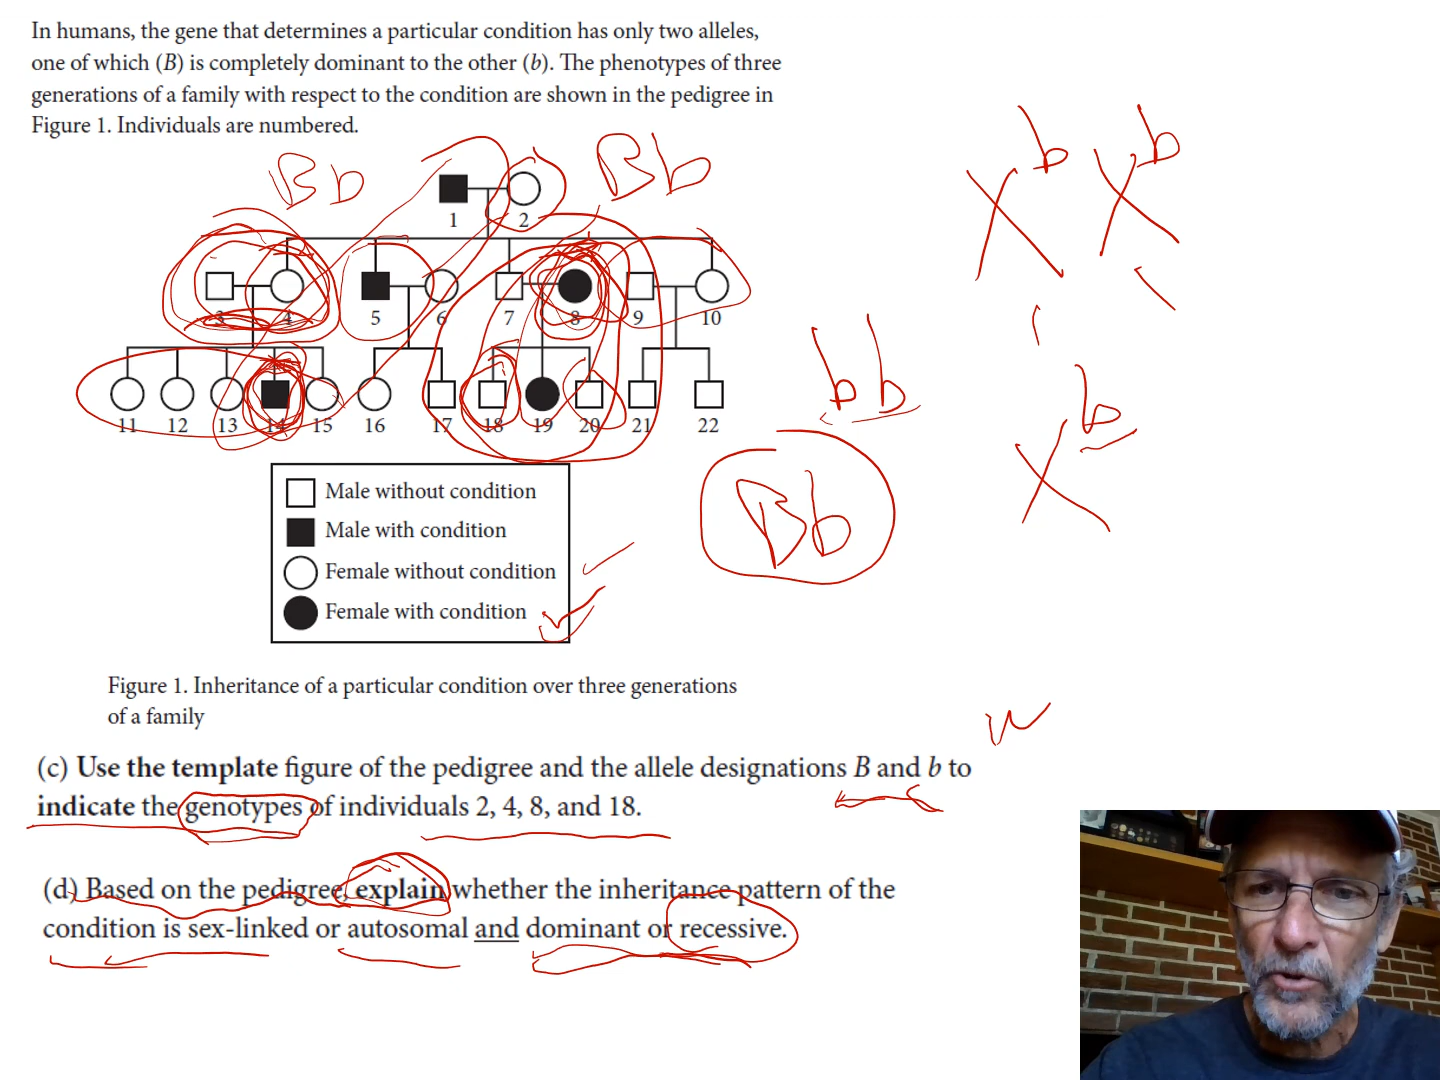 In humans, the gene that determines a particular condition has only two alleles,
one of which (B) is completely dominant to the other (b). The phenotypes of three
generations of a family with respect to the condition are shown in the pedigree in
Figure 1. Individuals are numbered.
Bb Bb
X^b X^b
1 2
3 4 5 6 7 8 9 10
bb
X^b
11 12 13 14 15 16 17 18 19 20 21 22
Bb
Male without condition
Male with condition
Female without condition
Female with condition
Figure 1. Inheritance of a particular condition over three generations
of a family
(c) Use the template figure of the pedigree and the allele designations B and b to
indicate the genotypes of individuals 2, 4, 8, and 18.
(d) Based on the pedigree, explain whether the inheritance pattern of the
condition is sex-linked or autosomal and dominant or recessive.